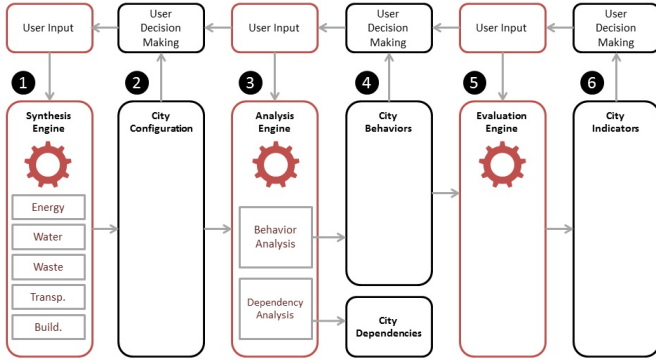 User Input
User
Decision
Making
User Input
User
Decision
Making
User Input
User
Decision
Making
1
2
3
4
5
6
Synthesis
Engine
City
Configuration
Analysis
Engine
City
Behaviors
Evaluation
Engine
City
Indicators
Energy
Water
Waste
Transp.
Build.
Behavior
Analysis
Dependency
Analysis
City
Dependencies